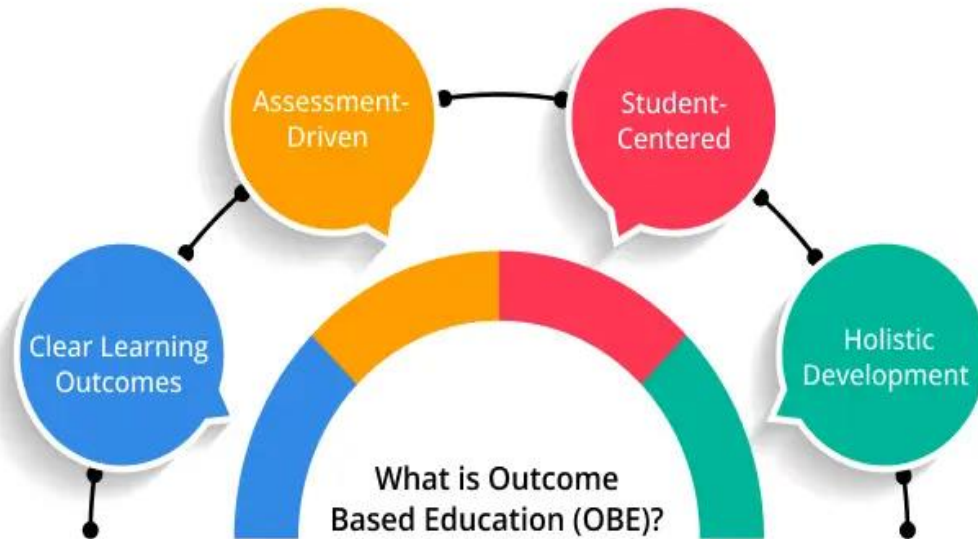 Assessment-
Driven
Student-
Centered
Clear Learning
Outcomes
Holistic
Development
What is Outcome
Based Education (OBE)?